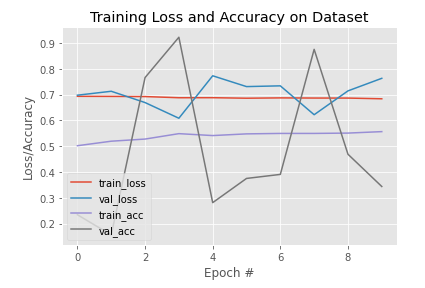 Training Loss and Accuracy on Dataset
Loss/Accuracy
0.9
0.8
0.7
0.6
0.5
0.4
0.3
0.2
train_loss
val_loss
train_acc
val_acc
0 2 4 6 8
Epoch #